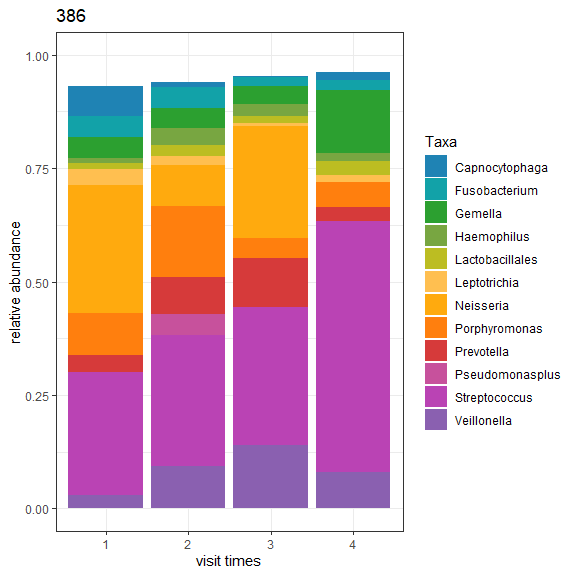 386
1.00
0.75
0.50
0.25
0.00
relative abundance
1 2 3 4
visit times
Taxa
Capnocytophaga
Fusobacterium
Gemella
Haemophilus
Lactobacillales
Leptotrichia
Neisseria
Porphyromonas
Prevotella
Pseudomonasplus
Streptococcus
Veillonella